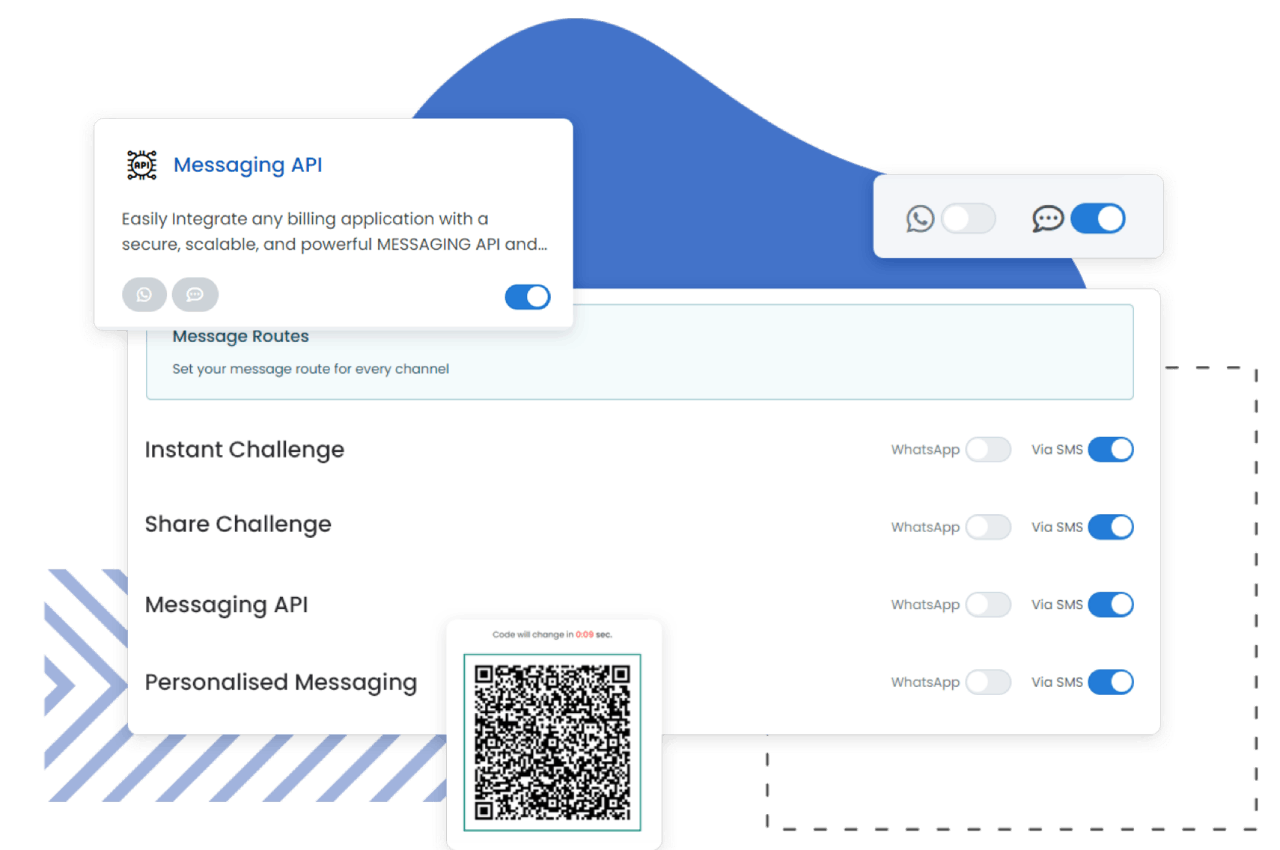 API
Messaging API
Easily Integrate any billing application with a
secure, scalable, and powerful MESSAGING API and...
Message Routes
Set your message route for every channel
Instant Challenge
WhatsApp
Via SMS
Share Challenge
WhatsApp
Via SMS
Messaging API
WhatsApp
Via SMS
Personalised Messaging
WhatsApp
Via SMS
Code will change in 0:09 sec.